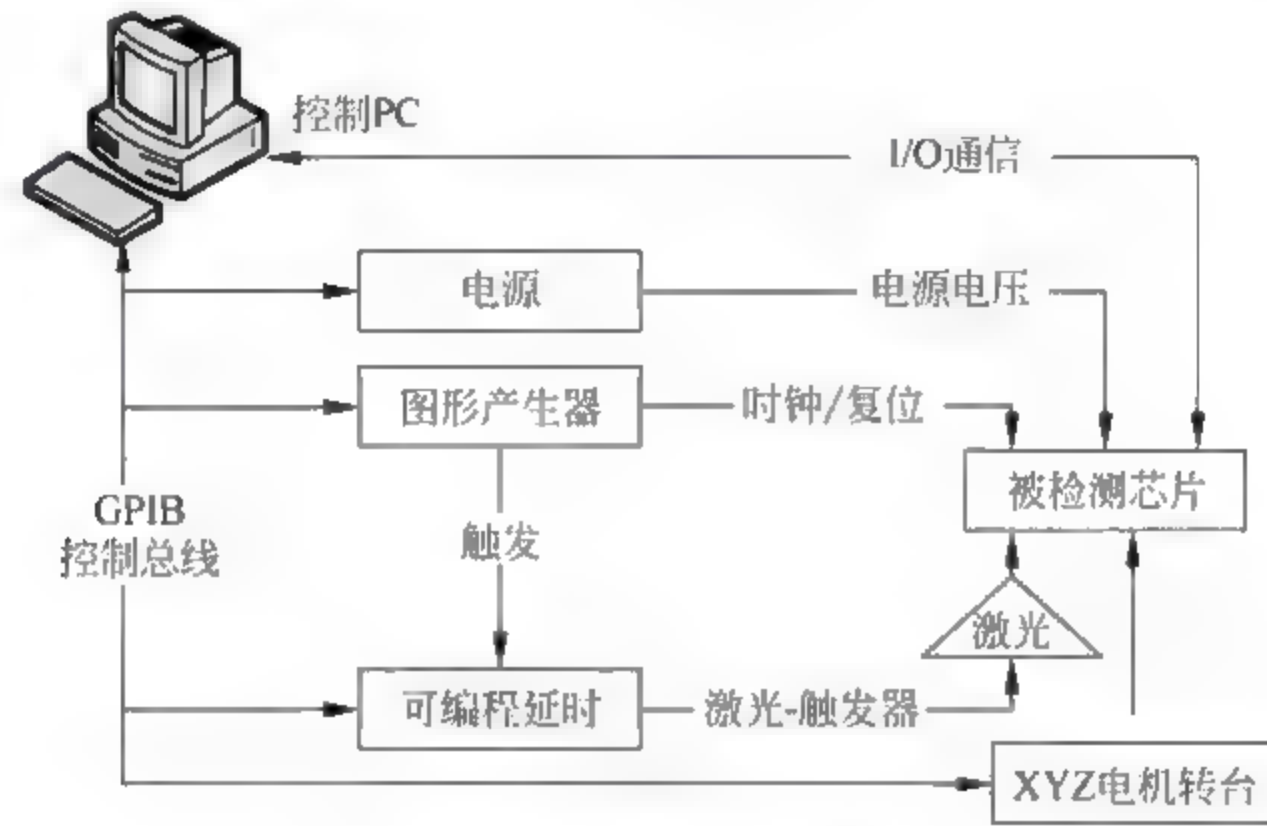 控制PC
I/O通信
电源
电源电压
图形产生器
时钟/复位
被检测芯片
GPIB
控制总线
触发
激光
可编程延时
激光-触发器
XYZ电机转台